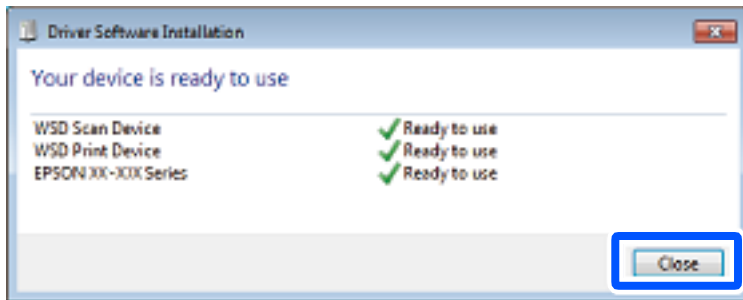 Driver Software Installation
Your device is ready to use
WSD Scan Device Ready to use
WSD Print Device Ready to use
EPSON XX-XXX Series Ready to use
Close